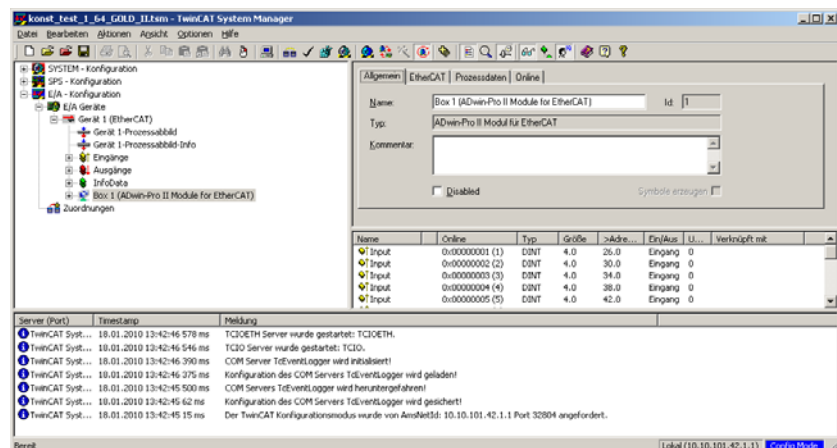 konst_test_1_64_GOLD_II.tsm - TwinCAT System Manager
Datei Bearbeiten Aktionen Ansicht Optionen Hilfe
SYSTEM - Konfiguration
SPS - Konfiguration
E/A - Konfiguration
E/A Geräte
Gerät 1 (EtherCAT)
Gerät 1-Prozessabbild
Gerät 1-Prozessabbild-Info
Eingänge
Ausgänge
InfoData
Box 1 (ADwin-Pro II Module for EtherCAT)
Zuordnungen
Allgemein EtherCAT Prozessdaten Online
Name: Box 1 (ADwin-Pro II Module for EtherCAT) Id: 1
Typ: ADwin-Pro II Modul für EtherCAT
Kommentar:
Disabled Symbole erzeugen
Name Online Typ Größe >Adre... Ein/Aus U... Verknüpft mit
Input 0x00000001 (1) DINT 4.0 26.0 Eingang 0
Input 0x00000002 (2) DINT 4.0 30.0 Eingang 0
Input 0x00000003 (3) DINT 4.0 34.0 Eingang 0
Input 0x00000004 (4) DINT 4.0 38.0 Eingang 0
Input 0x00000005 (5) DINT 4.0 42.0 Eingang 0
Server (Port) Timestamp Meldung
TwinCAT Syst... 18.01.2010 13:42:46 578 ms TCIOETH Server wurde gestartet: TCIOETH.
TwinCAT Syst... 18.01.2010 13:42:46 546 ms TCIO Server wurde gestartet: TCIO.
TwinCAT Syst... 18.01.2010 13:42:46 390 ms COM Server TcEventLogger wird initialisiert!
TwinCAT Syst... 18.01.2010 13:42:46 375 ms Konfiguration des COM Servers TcEventLogger wird geladen!
TwinCAT Syst... 18.01.2010 13:42:45 500 ms COM Servers TcEventLogger wird heruntergefahren!
TwinCAT Syst... 18.01.2010 13:42:45 62 ms Konfiguration des COM Servers TcEventLogger wird gesichert!
TwinCAT Syst... 18.01.2010 13:42:45 15 ms Der TwinCAT Konfigurationsmodus wurde von AmsNetId: 10.10.101.42.1.1 Port 32804 angefordert.
Bereit Lokal (10.10.101.42.1.1) Config Mode